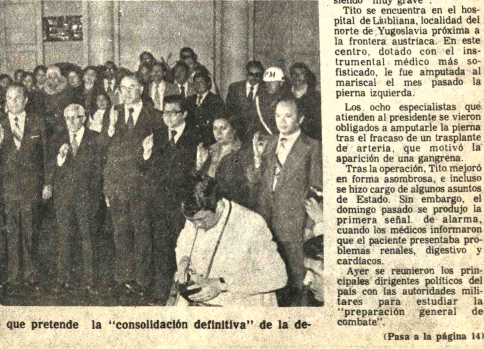 siendo "muy grave".
Tito se encuentra en el hos-
pital de Liubliana, localidad del
norte de Yugoslavia próxima a
la frontera austríaca. En este
centro, dotado con el ins-
trumental médico más so-
fisticado, le fue amputada al
mariscal el mes pasado la
pierna izquierda.
Los ocho especialistas que
atienden al presidente se vieron
obligados a amputarle la pierna
tras el fracaso de un trasplante
de arteria, que motivó la
aparición de una gangrena.
Tras la operación, Tito mejoró
en forma asombrosa, e incluso
se hizo cargo de algunos asuntos
de Estado. Sin embargo, el
domingo pasado se produjo la
primera señal. de alarma,
cuando los médicos informaron
que el paciente presentaba pro-
blemas renales, digestivo y
cardíacos.
Ayer se reunieron los prin-
cipales dirigentes políticos del
país con las autoridades mili-
tares para estudiar la
"preparación general de
combate".
(Pasa a la página 14)
que pretende la "consolidación definitiva" de la de-